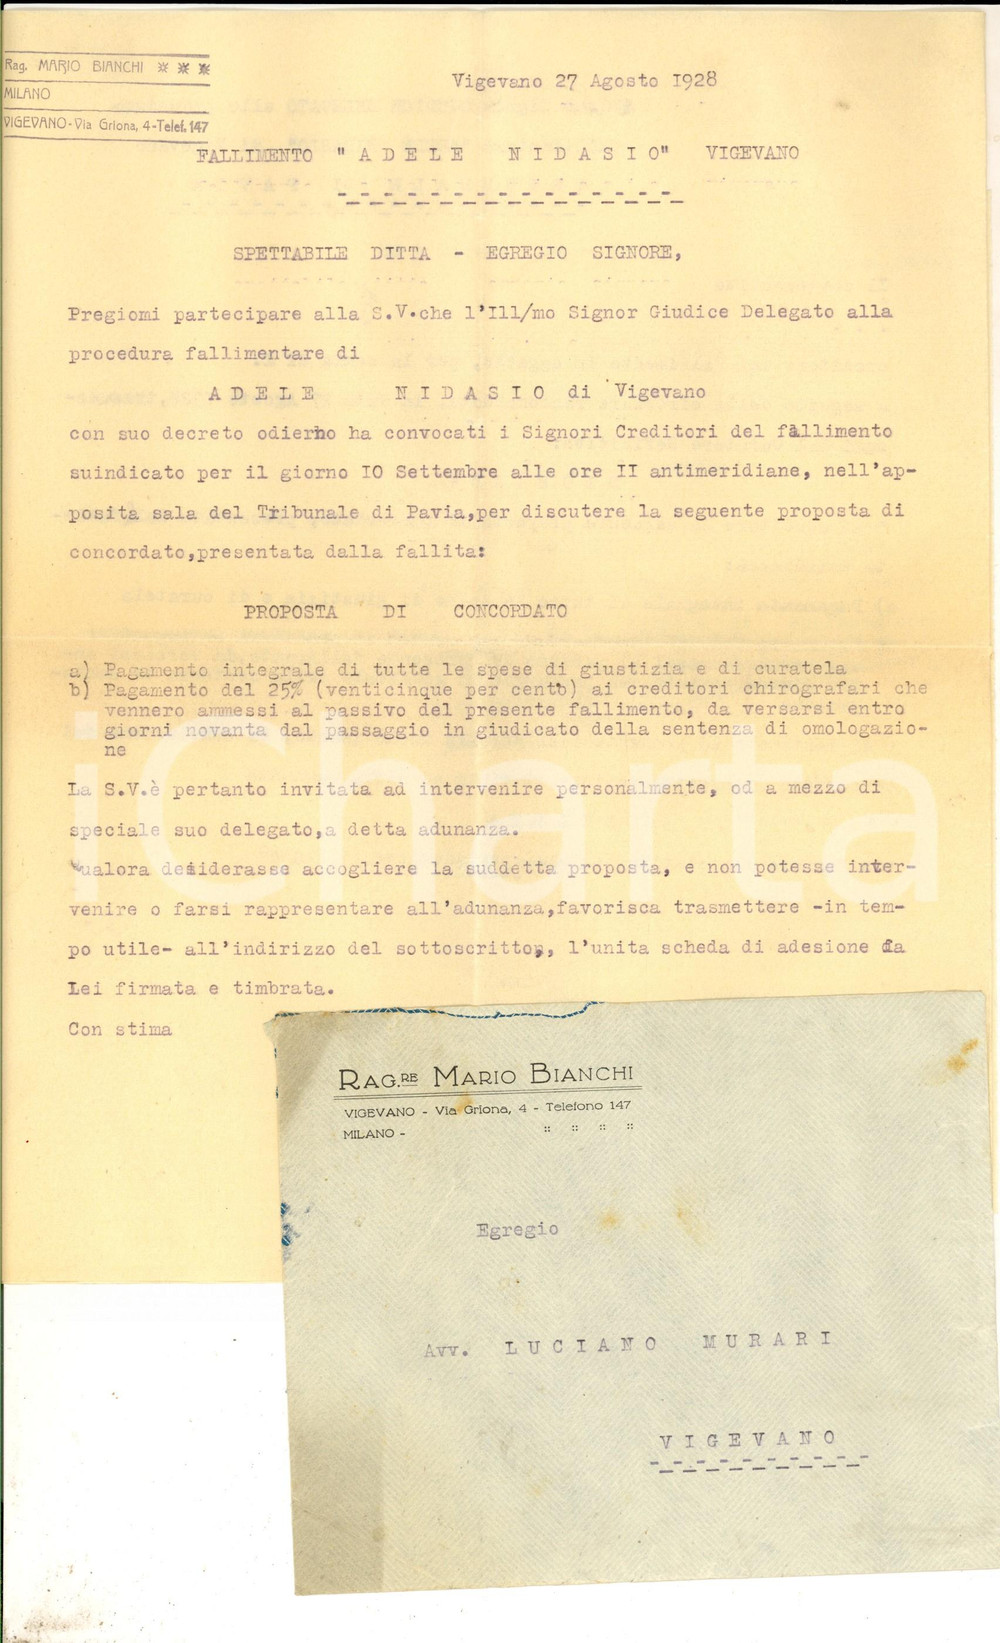 Rag. MARIO BIANCHI
MILANO
VIGEVANO-Via Griona, 4-Telef. 147
Vigevano 27 Agosto 1928
FALLIMENTO " A D E L E N I D A S I O" VIGEVANO
SPETTABILE DITTA - EGREGIO SIGNORE,
Pregiomi partecipare alla S.V.che l'Ill/mo Signor Giudice Delegato alla
procedura fallimentare di
A D E L E N I D A S I O di Vigevano
con suo decreto odierno ha convocati i Signori Creditori del fallimento
suindicato per il giorno IO Settembre alle ore II antimeridiane, nell'ap-
posita sala del Tribunale di Pavia,per discutere la seguente proposta di
concordato,presentata dalla fallita:
PROPOSTA DI CONCORDATO
a) Pagamento integrale di tutte le spese di giustizia e di curatela
b) Pagamento del 25% (venticinque per cento) ai creditori chirografari che
vennero ammessi al passivo del presente fallimento, da versarsi entro
giorni novanta dal passaggio in giudicato della sentenza di omologazio-
ne
La S.V.è pertanto invitata ad intervenire personalmente, od a mezzo di
speciale suo delegato,a detta adunanza.
Qualora desiderasse accogliere la suddetta proposta, e non potesse inter-
venire o farsi rappresentare all'adunanza,favorisca trasmettere -in tem-
po utile- all'indirizzo del sottoscritto, l'unita scheda di adesione da
Lei firmata e timbrata.
Con stima
iCharta
RAG.RE MARIO BIANCHI
VIGEVANO - Via Griona, 4 - Telefono 147
MILANO -
Egregio
Avv. L U C I A N O M U R A R I
V I G E V A N O